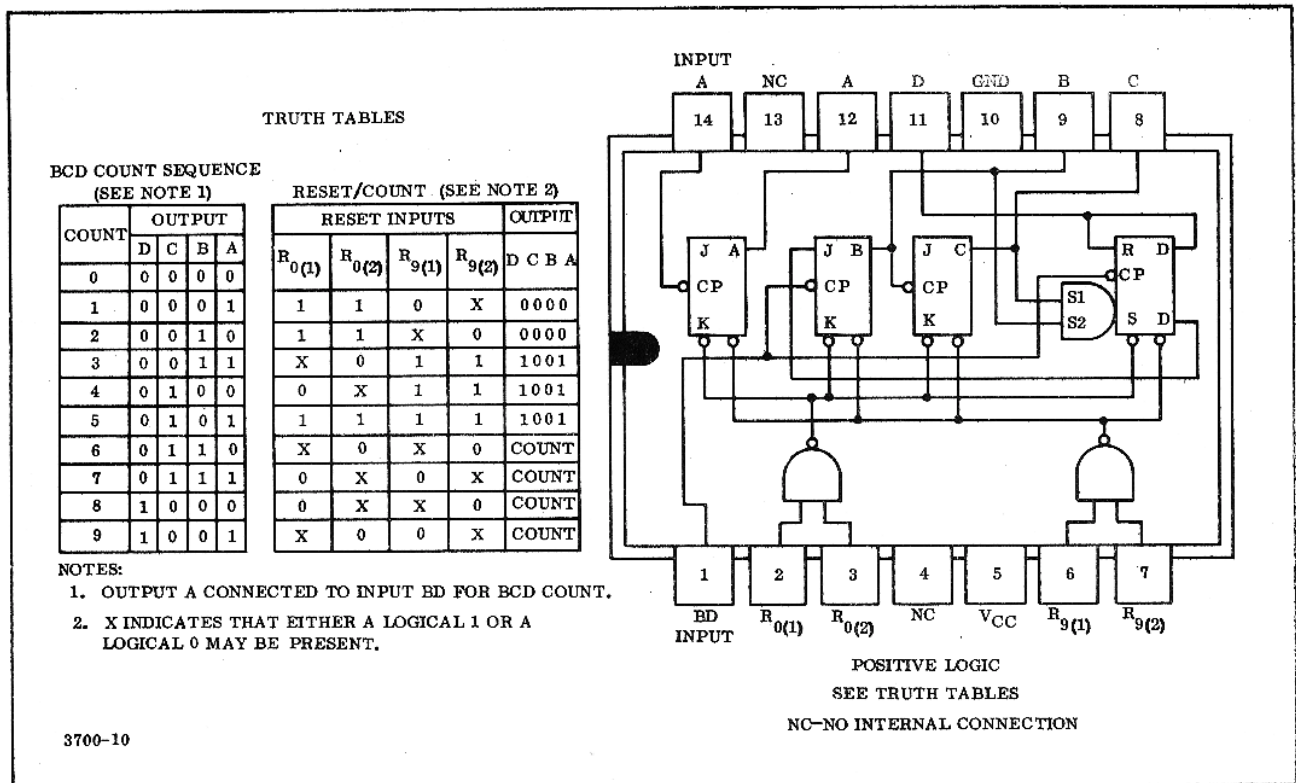 TRUTH TABLES
BCD COUNT SEQUENCE
(SEE NOTE 1)
COUNT OUTPUT
D C B A
0 0 0 0 0
1 0 0 0 1
2 0 0 1 0
3 0 0 1 1
4 0 1 0 0
5 0 1 0 1
6 0 1 1 0
7 0 1 1 1
8 1 0 0 0
9 1 0 0 1
RESET/COUNT (SEE NOTE 2)
RESET INPUTS OUTPUT
R0(1) R0(2) R9(1) R9(2) D C B A
1 1 0 X 0000
1 1 X 0 0000
X 0 1 1 1001
0 X 1 1 1001
1 1 1 1 1001
X 0 X 0 COUNT
0 X 0 X COUNT
0 X X 0 COUNT
X 0 0 X COUNT
NOTES:
1. OUTPUT A CONNECTED TO INPUT BD FOR BCD COUNT.
2. X INDICATES THAT EITHER A LOGICAL 1 OR A
LOGICAL 0 MAY BE PRESENT.
3700-10
INPUT
A NC A D GND B C
14 13 12 11 10 9 8
J A J B J C R D
CP CP CP CP
S1
S2
K K K S D
1 2 3 4 5 6 7
BD R0(1) R0(2) NC VCC R9(1) R9(2)
INPUT
POSITIVE LOGIC
SEE TRUTH TABLES
NC-NO INTERNAL CONNECTION